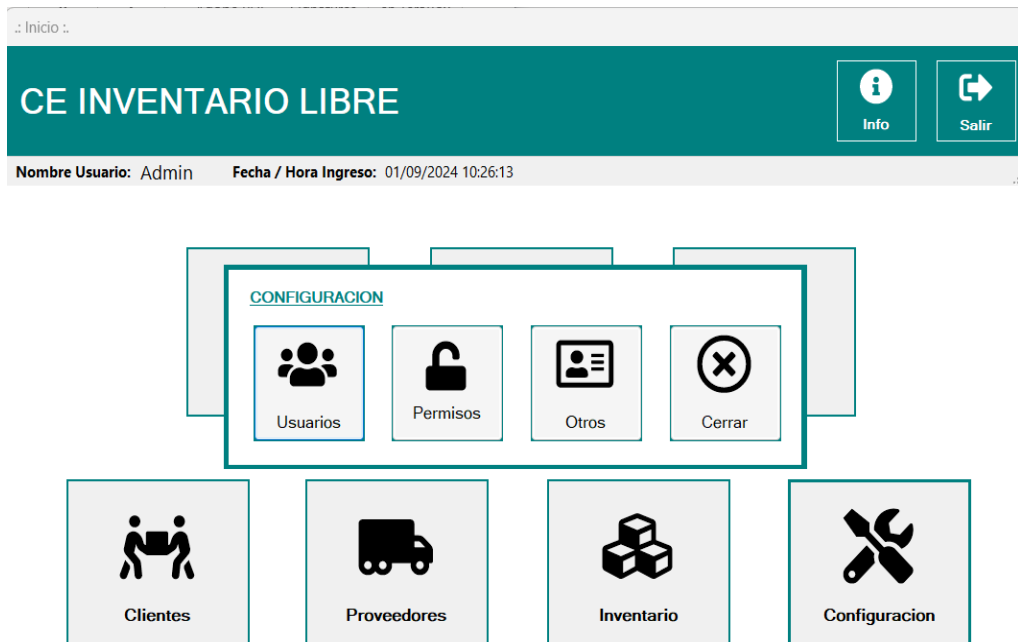 .: Inicio :.
CE INVENTARIO LIBRE
Info
Salir
Nombre Usuario: Admin Fecha / Hora Ingreso: 01/09/2024 10:26:13
CONFIGURACION
Usuarios
Permisos
Otros
Cerrar
Clientes
Proveedores
Inventario
Configuracion